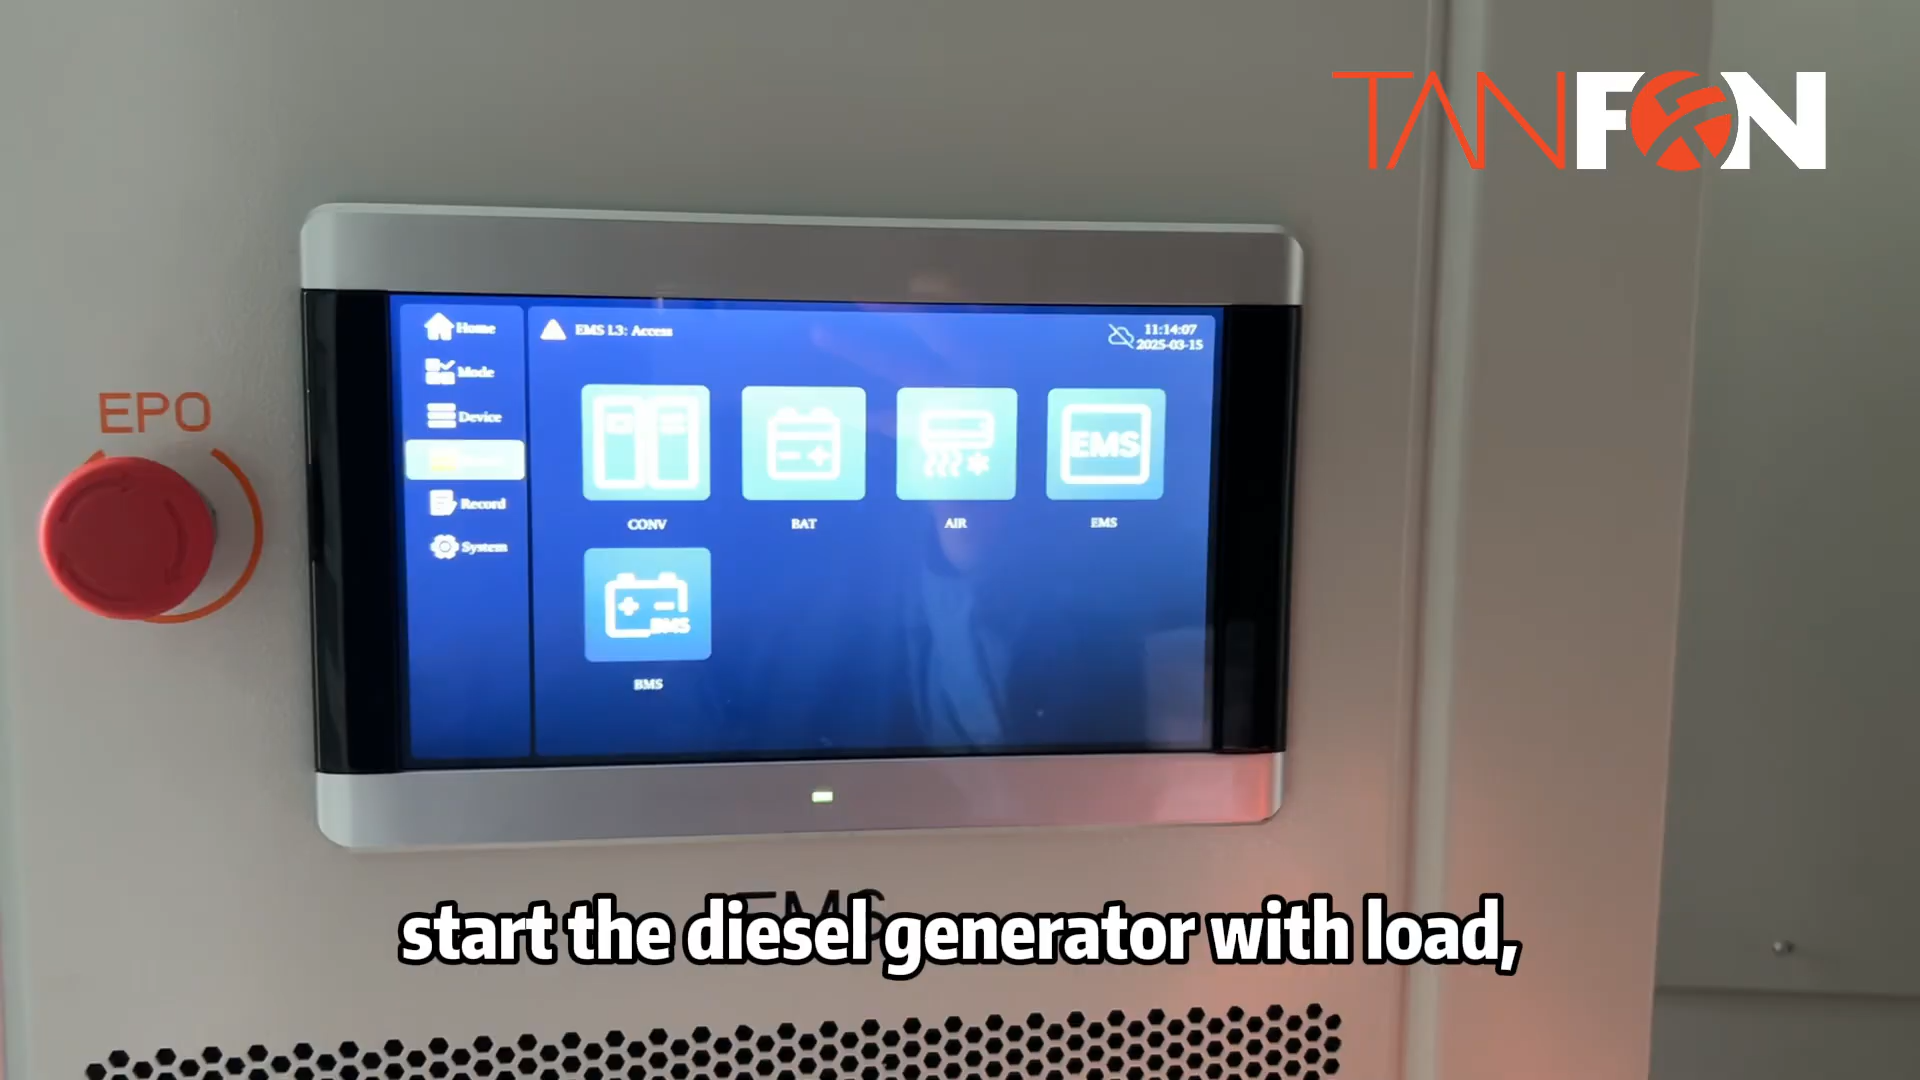 TANFON
Home
EMS L3: Access
11:14:07
2025-03-15
Mode
EPO
Device
EMS
CONV
BAT
AIR
EMS
Record
System
BMS
BMS
EMS
start the diesel generator with load,